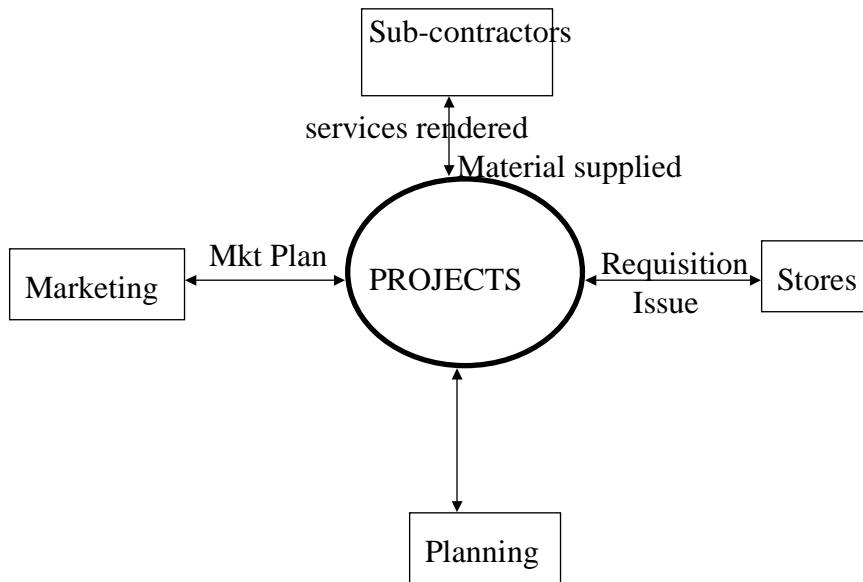 Sub-contractors
services rendered
Material supplied
Mkt Plan
Marketing
PROJECTS
Requisition
Issue
Stores
Planning